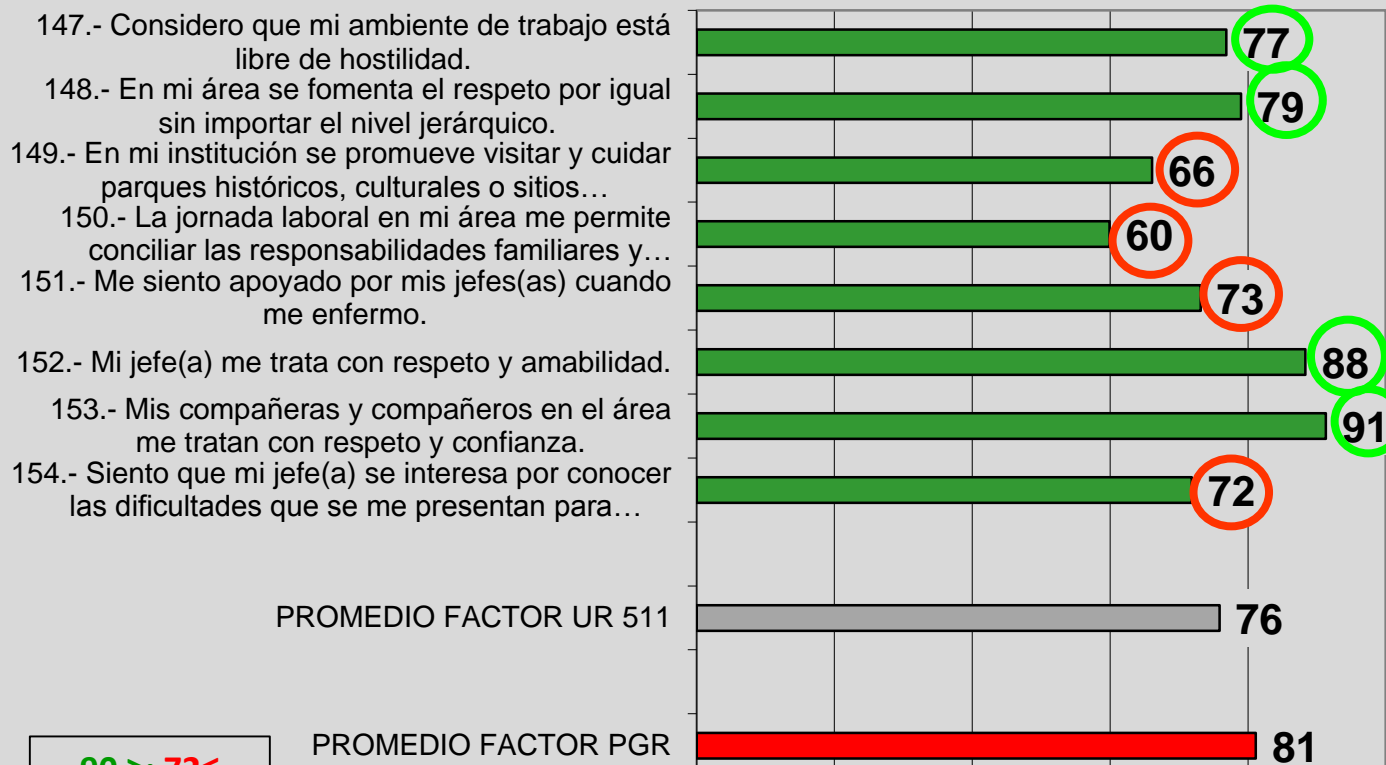 147.- Considero que mi ambiente de trabajo está
libre de hostilidad.
77
148.- En mi área se fomenta el respeto por igual
sin importar el nivel jerárquico.
79
149.- En mi institución se promueve visitar y cuidar
parques históricos, culturales o sitios…
66
150.- La jornada laboral en mi área me permite
conciliar las responsabilidades familiares y…
60
151.- Me siento apoyado por mis jefes(as) cuando
me enfermo.
73
152.- Mi jefe(a) me trata con respeto y amabilidad.
88
153.- Mis compañeras y compañeros en el área
me tratan con respeto y confianza.
91
154.- Siento que mi jefe(a) se interesa por conocer
las dificultades que se me presentan para…
72
PROMEDIO FACTOR UR 511
76
PROMEDIO FACTOR PGR
81